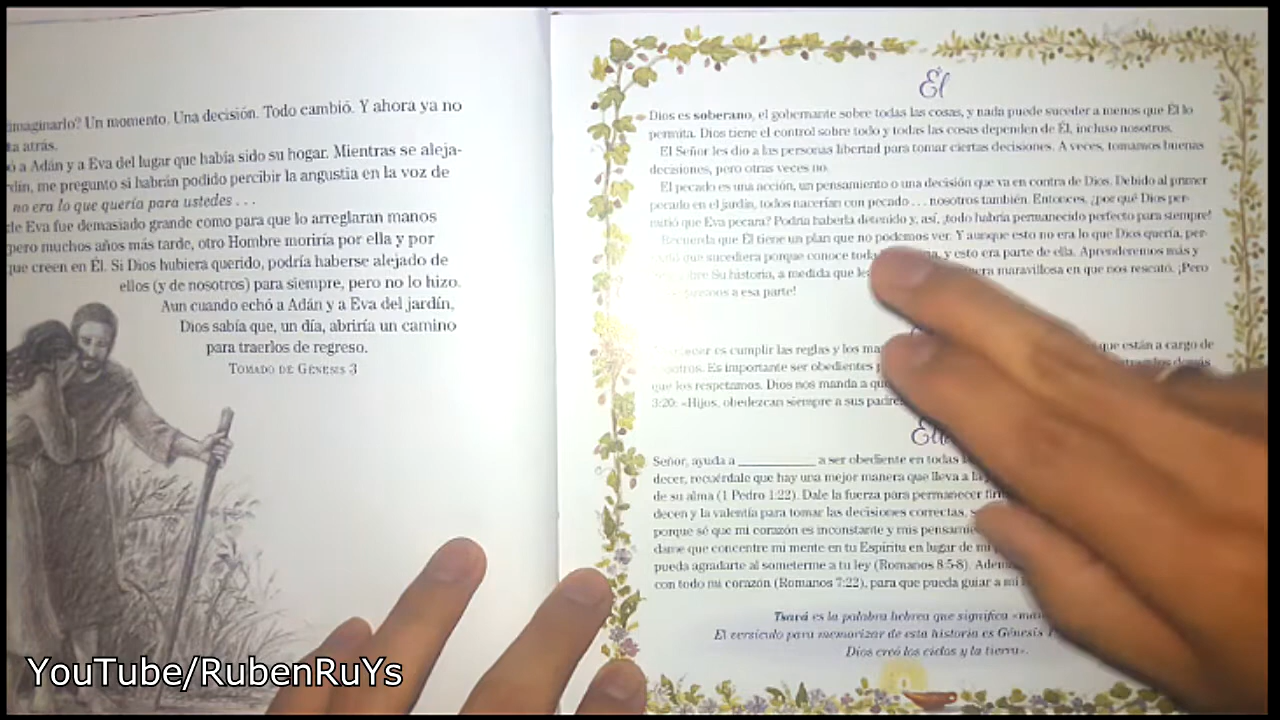 imaginarlo? Un momento. Una decisión. Todo cambió. Y ahora ya no
atrás.
a Adán y a Eva del lugar que había sido su hogar. Mientras se aleja-
me pregunto si habrán podido percibir la angustia en la voz de
no era lo que quería para ustedes . . .
de Eva fue demasiado grande como para que lo arreglaran manos
pero muchos años más tarde, otro Hombre moriría por ella y por
que creen en Él. Si Dios hubiera querido, podría haberse alejado de
ellos (y de nosotros) para siempre, pero no lo hizo.
Aun cuando echó a Adán y a Eva del jardín,
Dios sabía que, un día, abriría un camino
para traerlos de regreso.
TOMADO DE GÉNESIS 3
Él
Dios es soberano, el gobernante sobre todas las cosas, y nada puede suceder a menos que Él lo
permita. Dios tiene el control sobre todo y todas las cosas dependen de Él, incluso nosotros.
El Señor les dio a las personas libertad para tomar ciertas decisiones. A veces, tomamos buenas
decisiones, pero otras veces no.
El pecado es una acción, un pensamiento o una decisión que va en contra de Dios. Debido al primer
pecado en el jardín, todos nacerían con pecado . . . nosotros también. Entonces, ¿por qué Dios per-
mitió que Eva pecara? Podría haberla detenido y, así, ¡todo habría permanecido perfecto para siempre!
Recuerda que Él tiene un plan que no podemos ver. Y aunque esto no era lo que Dios quería, per-
que sucediera porque conoce toda y esto era parte de ella. Aprenderemos más y
Su historia, a medida que maravillosa en que nos rescató. ¡Pero
a esa parte!
es cumplir las reglas y los que están a cargo de
Es importante ser obedientes
que los respetamos. Dios nos manda a
3:20: «Hijos, obedezcan siempre a sus padres
Señor, ayuda a ____________ a ser obediente en todas
decer, recuérdale que hay una mejor manera que lleva a la
de su alma (1 Pedro 1:22). Dale la fuerza para permanecer
decen y la valentía para tomar las decisiones correctas,
porque sé que mi corazón es inconstante y mis
dame que concentre mi mente en tu Espíritu en lugar de
pueda agradarte al someterme a tu ley (Romanos 8:5-8).
con todo mi corazón (Romanos 7:22), para que pueda guiar a mi
Tsará es la palabra hebrea que significa
El versículo para memorizar de esta historia es Génesis
Dios creó los cielos y la tierra».
YouTube/RubenRuYs